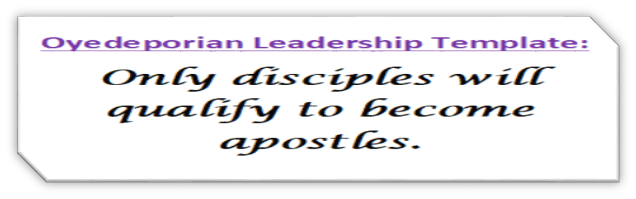 Oyedeporian Leadership Template:
Only disciples will
qualify to become
apostles.